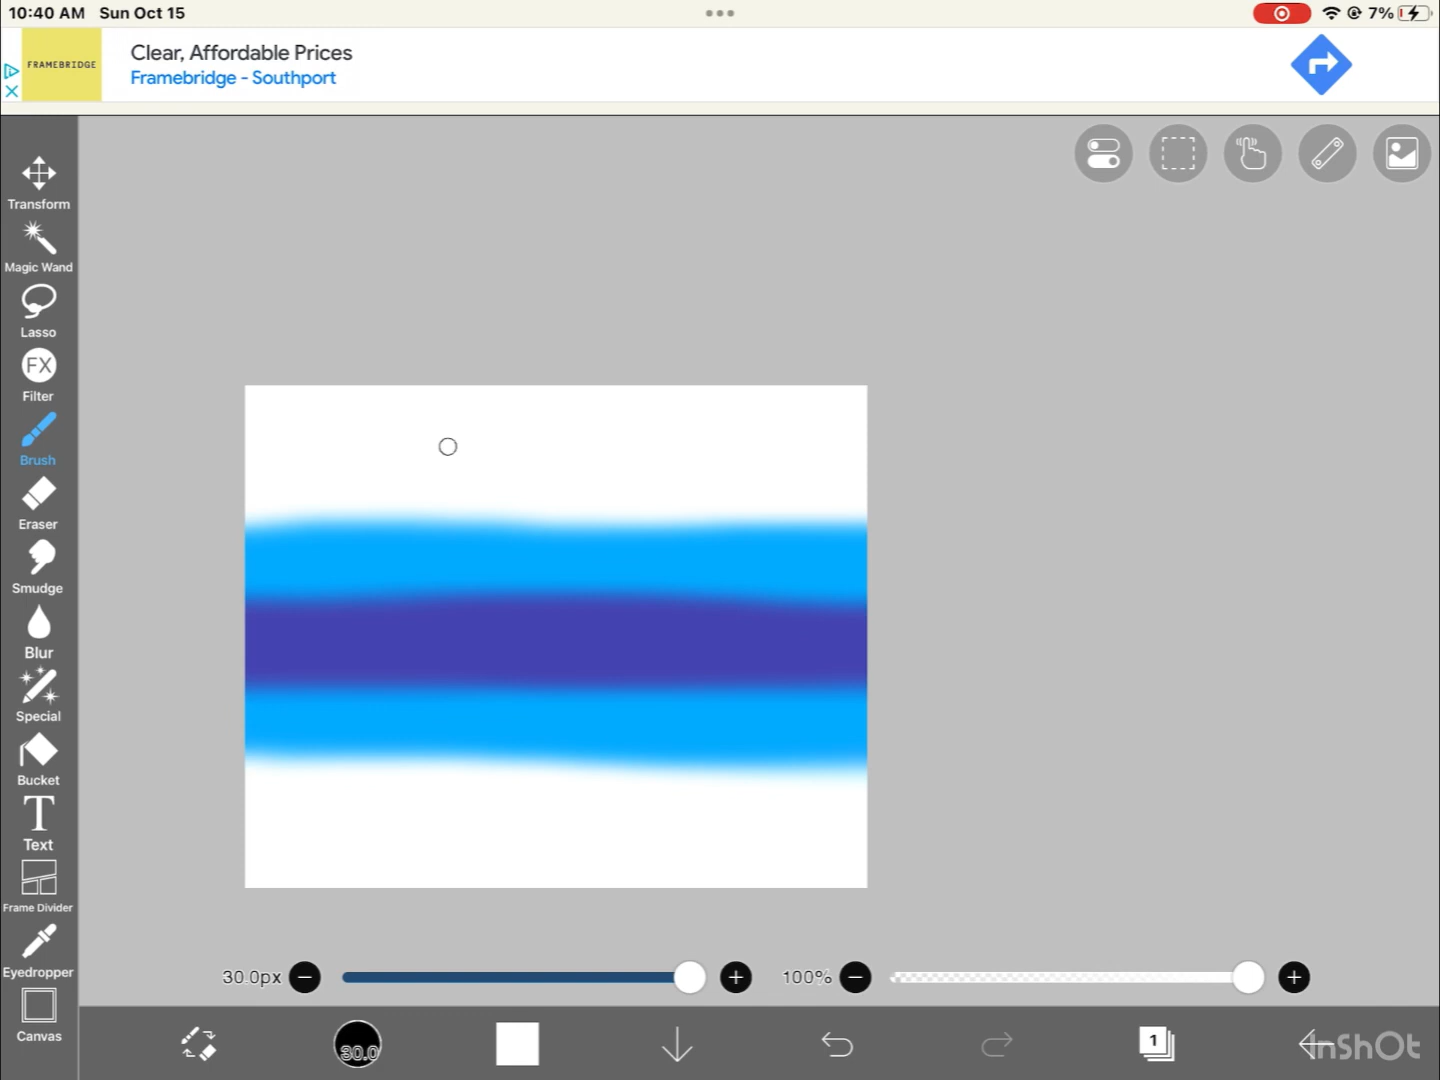 10:40 AM Sun Oct 15
7%
FRAMEBRIDGE
Clear, Affordable Prices
Framebridge - Southport
Transform
Magic Wand
Lasso
FX
Filter
Brush
Eraser
Smudge
Blur
Special
Bucket
T
Text
Frame Divider
Eyedropper
Canvas
30.0px
100%
30.0
1
InShOt